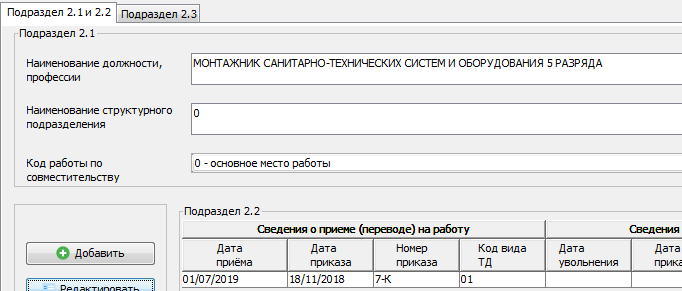 Подраздел 2.1 и 2.2 Подраздел 2.3
Подраздел 2.1
Наименование должности, профессии
МОНТАЖНИК САНИТАРНО-ТЕХНИЧЕСКИХ СИСТЕМ И ОБОРУДОВАНИЯ 5 РАЗРЯДА
Наименование структурного подразделения
0
Код работы по совместительству
0 - основное место работы
Добавить
Редактировать
Подраздел 2.2
Сведения о приеме (переводе) на работу Сведения
Дата приёма Дата приказа Номер приказа Код вида ТД Дата увольнения Дата
01/07/2019 18/11/2018 7-К 01